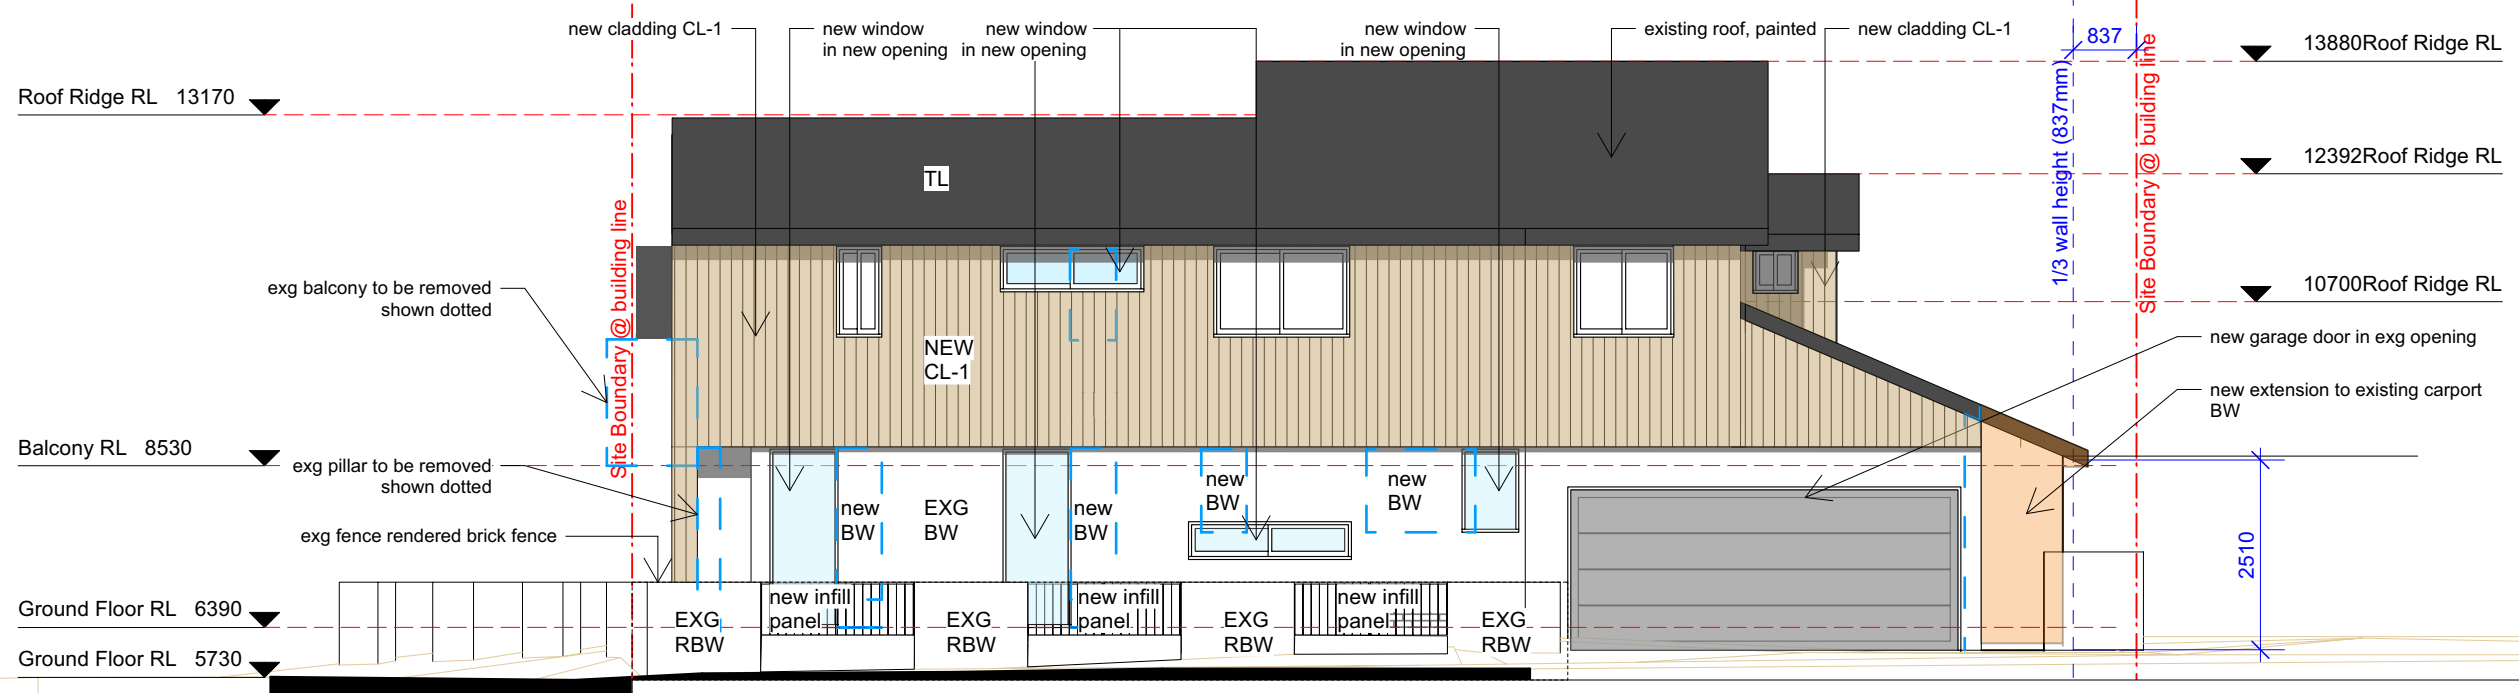 new cladding CL-1
new window
in new opening
new window
in new opening
new window
in new opening
existing roof, painted
new cladding CL-1
837
13880Roof Ridge RL
Roof Ridge RL 13170
1/3 wall height (837mm)
Site Boundary @ building line
12392Roof Ridge RL
TL
Site Boundary @ building line
exg balcony to be removed
shown dotted
10700Roof Ridge RL
NEW
CL-1
new garage door in exg opening
new extension to existing carport
BW
Balcony RL 8530
exg pillar to be removed
shown dotted
new
BW
EXG
BW
new
BW
new
BW
new
BW
exg fence rendered brick fence
2510
Ground Floor RL 6390
EXG
RBW
new infill
panel
EXG
RBW
new infill
panel
EXG
RBW
new infill
panel
EXG
RBW
Ground Floor RL 5730